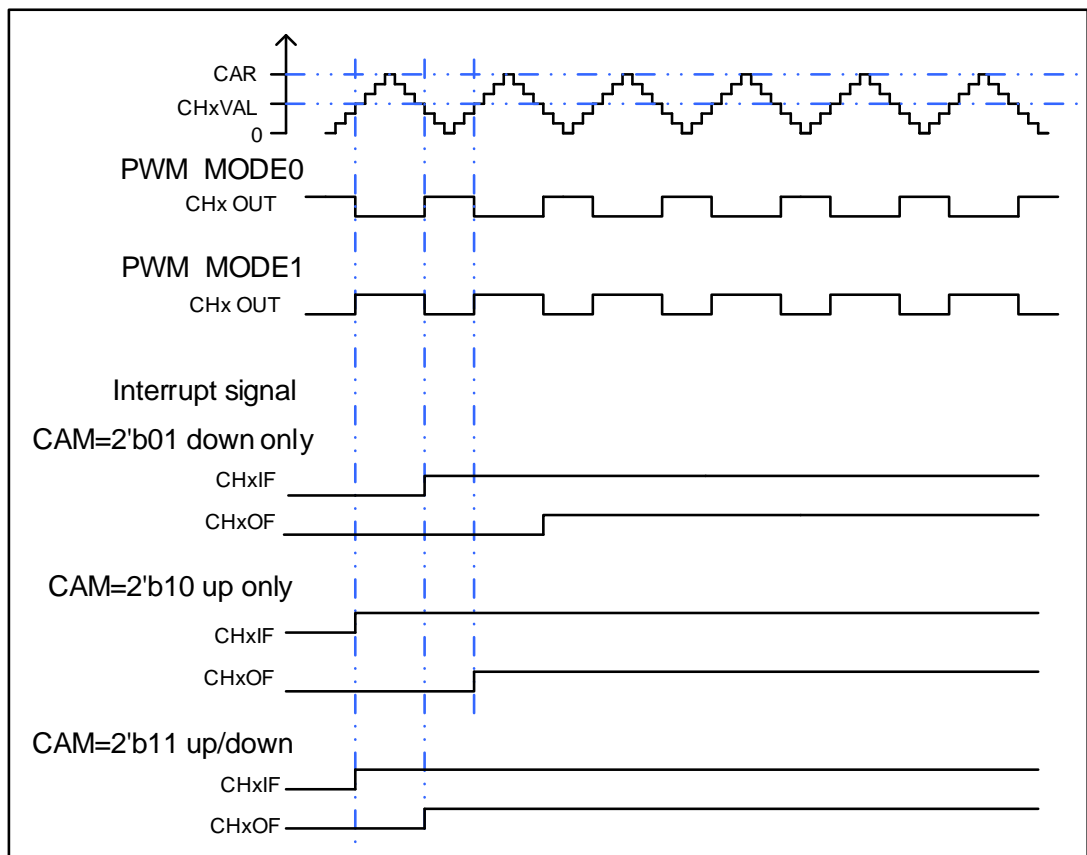 CAR
CHxVAL
0
PWM MODE0
CHx OUT
PWM MODE1
CHx OUT
Interrupt signal
CAM=2'b01 down only
CHxIF
CHxOF
CAM=2'b10 up only
CHxIF
CHxOF
CAM=2'b11 up/down
CHxIF
CHxOF